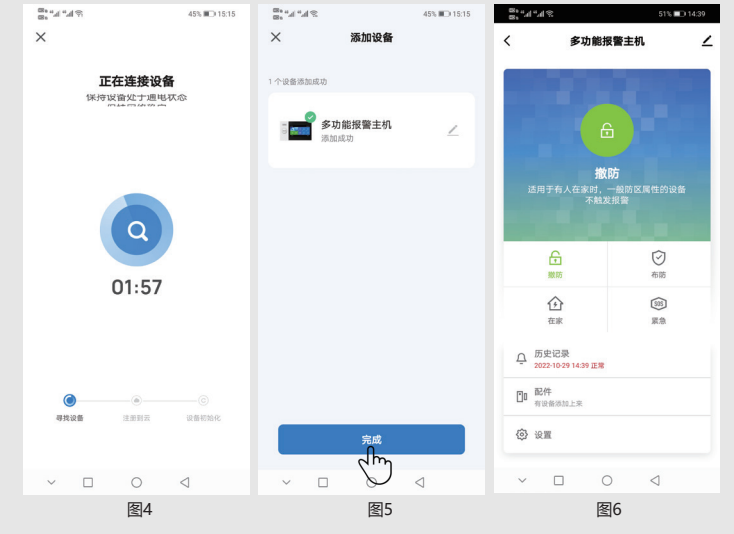 45% 15:15
正在连接设备
保持设备处于通电状态
01:57
寻找设备
注册到云
设备初始化
图4
45% 15:15
添加设备
1 个设备添加成功
多功能报警主机
添加成功
完成
图5
51% 14:39
多功能报警主机
撤防
适用于有人在家时，一般防区属性的设备
不触发报警
撤防
布防
在家
SOS
紧急
历史记录
2022-10-29 14:39 正常
配件
有设备添加上来
设置
图6